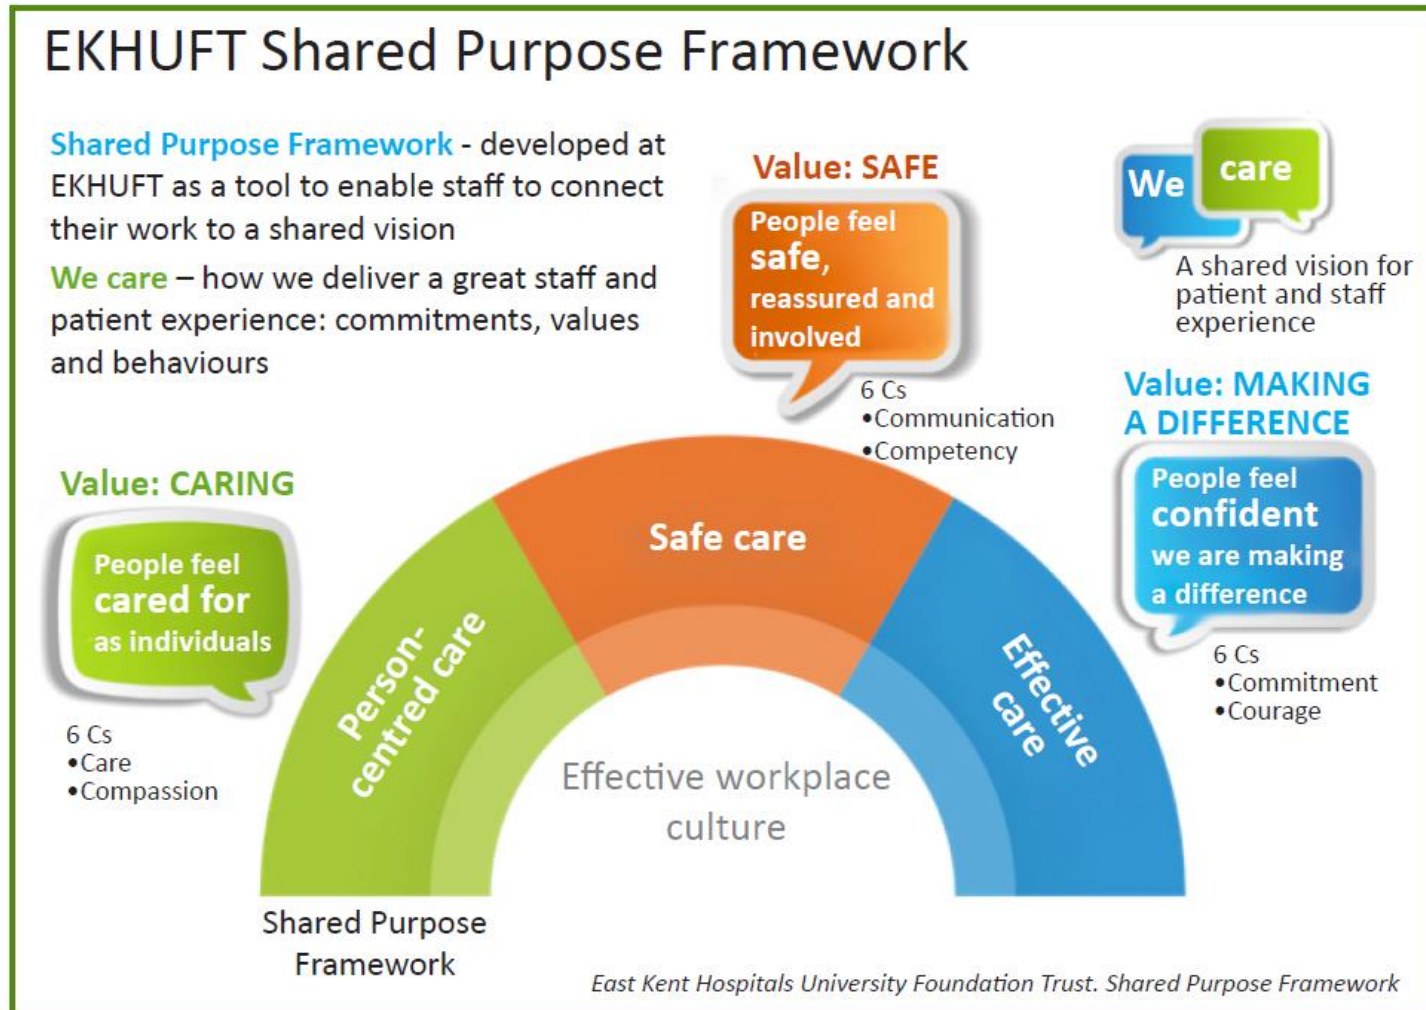 EKHUFT Shared Purpose Framework
Shared Purpose Framework - developed at
EKHUFT as a tool to enable staff to connect
their work to a shared vision
We care – how we deliver a great staff and
patient experience: commitments, values
and behaviours
Value: SAFE
People feel
safe,
reassured and
involved
6 Cs
•Communication
•Competency
We
care
A shared vision for
patient and staff
experience
Value: MAKING
A DIFFERENCE
People feel
confident
we are making
a difference
6 Cs
•Commitment
•Courage
Value: CARING
People feel
cared for
as individuals
6 Cs
•Care
•Compassion
Person-
centred care
Safe care
Effective
care
Effective workplace
culture
Shared Purpose
Framework
East Kent Hospitals University Foundation Trust. Shared Purpose Framework